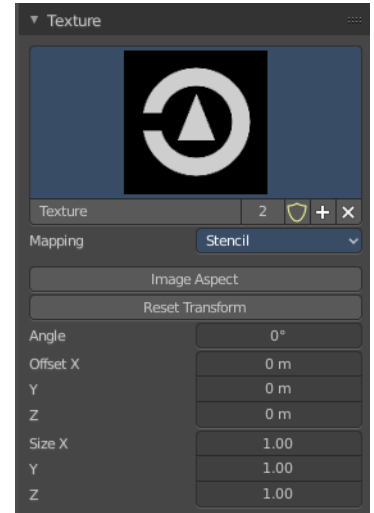 Texture
Texture 2
Mapping Stencil
Image Aspect
Reset Transform
Angle 0°
Offset X 0 m
Y 0 m
Z 0 m
Size X 1.00
Y 1.00
Z 1.00